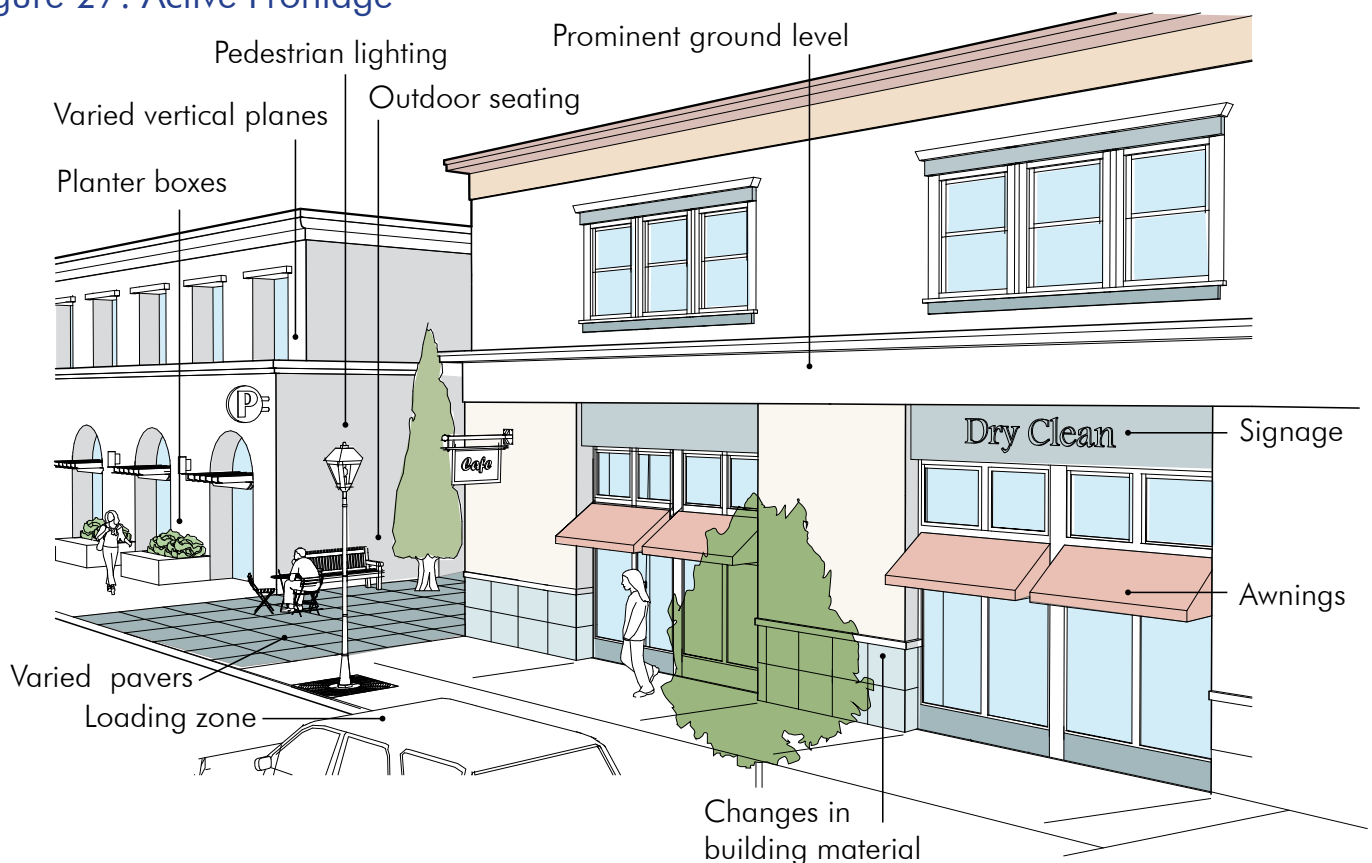 Figure 27: Active Frontage
Pedestrian lighting
Prominent ground level
Outdoor seating
Varied vertical planes
Planter boxes
P
Cafe
Dry Clean
Signage
Awnings
Varied pavers
Loading zone
Changes in
building material